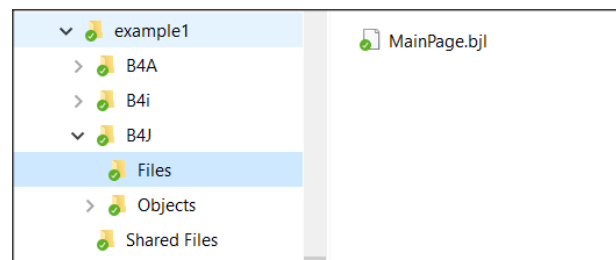 example1
B4A
B4i
B4J
Files
Objects
Shared Files
MainPage.bjl